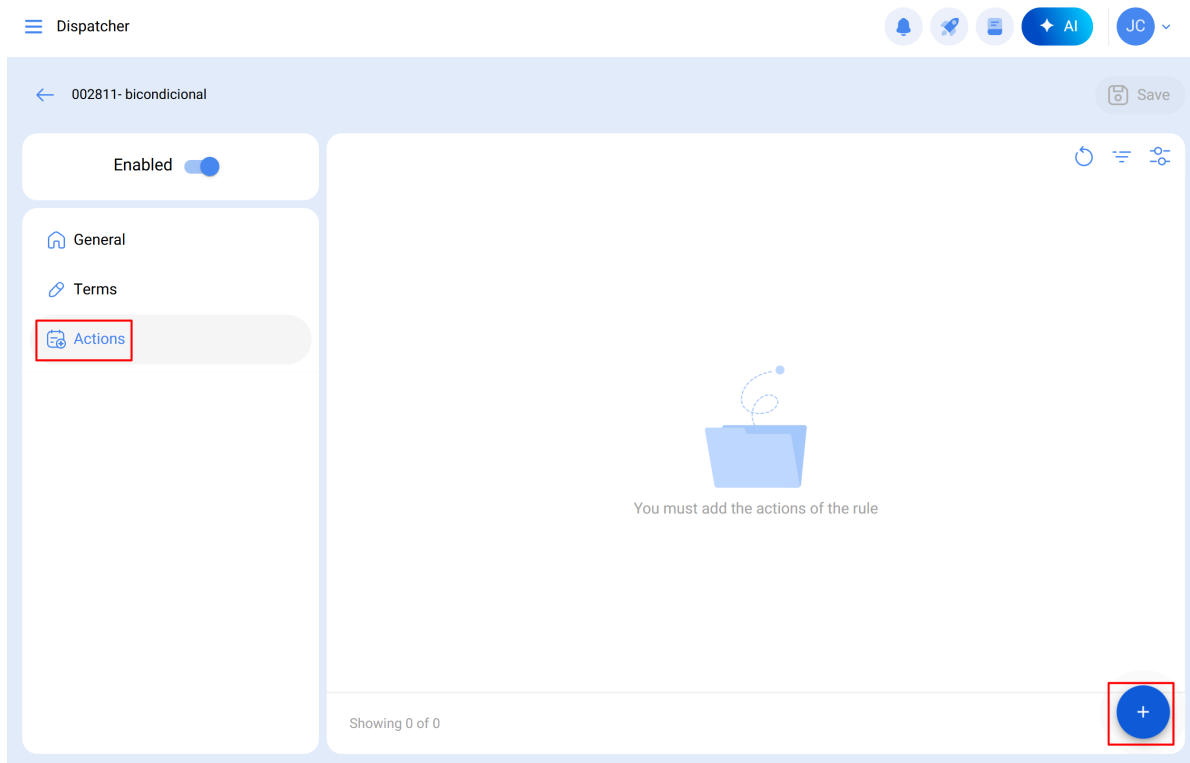 Dispatcher
AI
JC
002811- bicondicional
Save
Enabled
General
Terms
Actions
You must add the actions of the rule
Showing 0 of 0